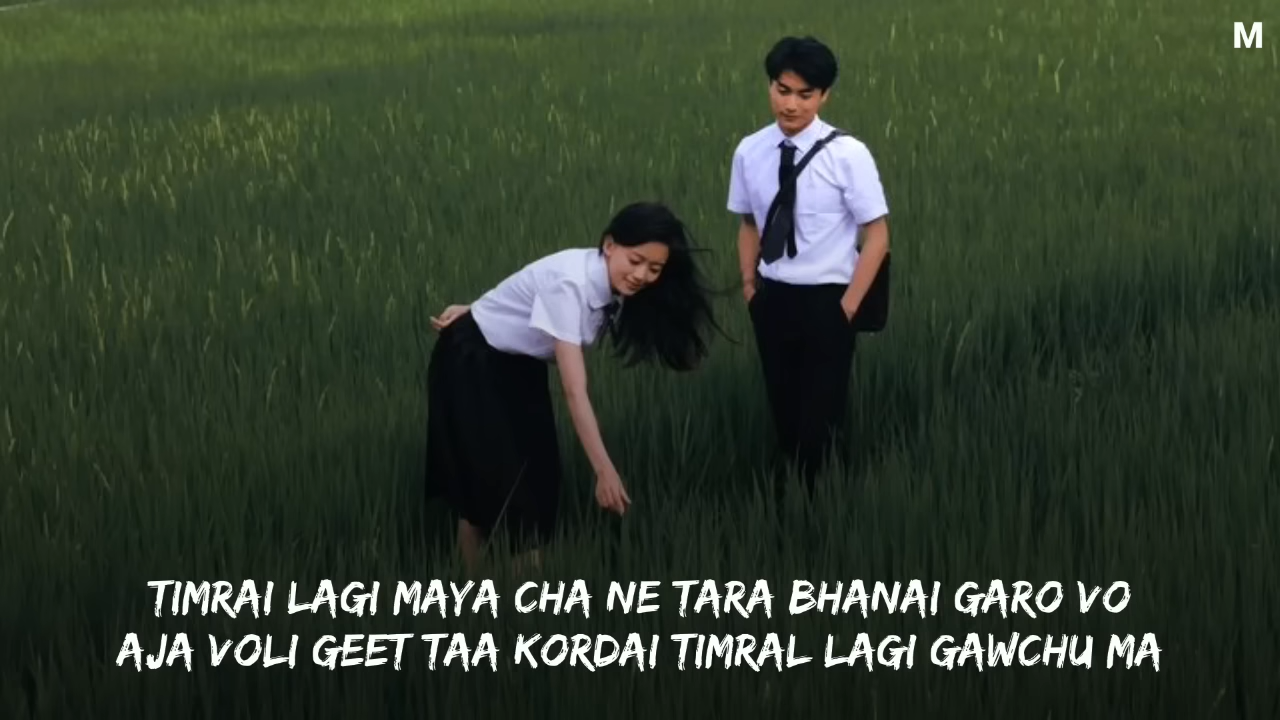 M
TIMRAI LAGI MAYA CHA NE TARA BHANAI GARO VO
AJA VOLI GEET TAA KORDAI TIMRAL LAGI GAWCHU MA